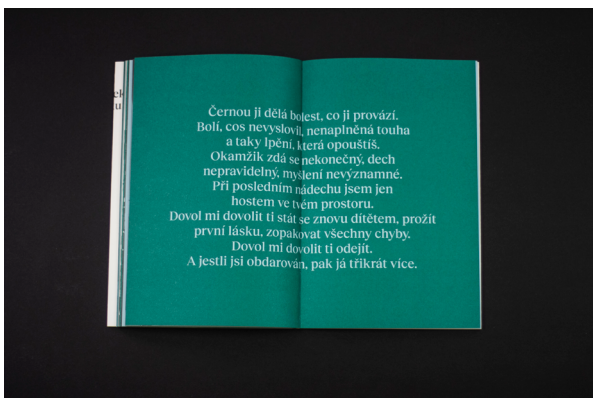 Černou ji dělá bolest, co ji provází.
Bolí, cos nevyslovil, nenaplněná touha
a taky lpění, která opouštíš.
Okamžik zdá se nekonečný, dech
nepravidelný, myšlení nevýznamné.
Při posledním nádechu jsem jen
hostem ve tvém prostoru.
Dovol mi dovolit ti stát se znovu dítětem, prožít
první lásku, zopakovat všechny chyby.
Dovol mi dovolit ti odejít.
A jestli jsi obdarován, pak já třikrát více.